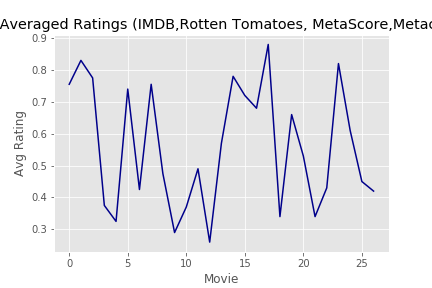 Averaged Ratings (IMDB,Rotten Tomatoes, MetaScore,Metac
0.9
0.8
0.7
0.6
0.5
0.4
0.3
Avg Rating
0 5 10 15 20 25
Movie